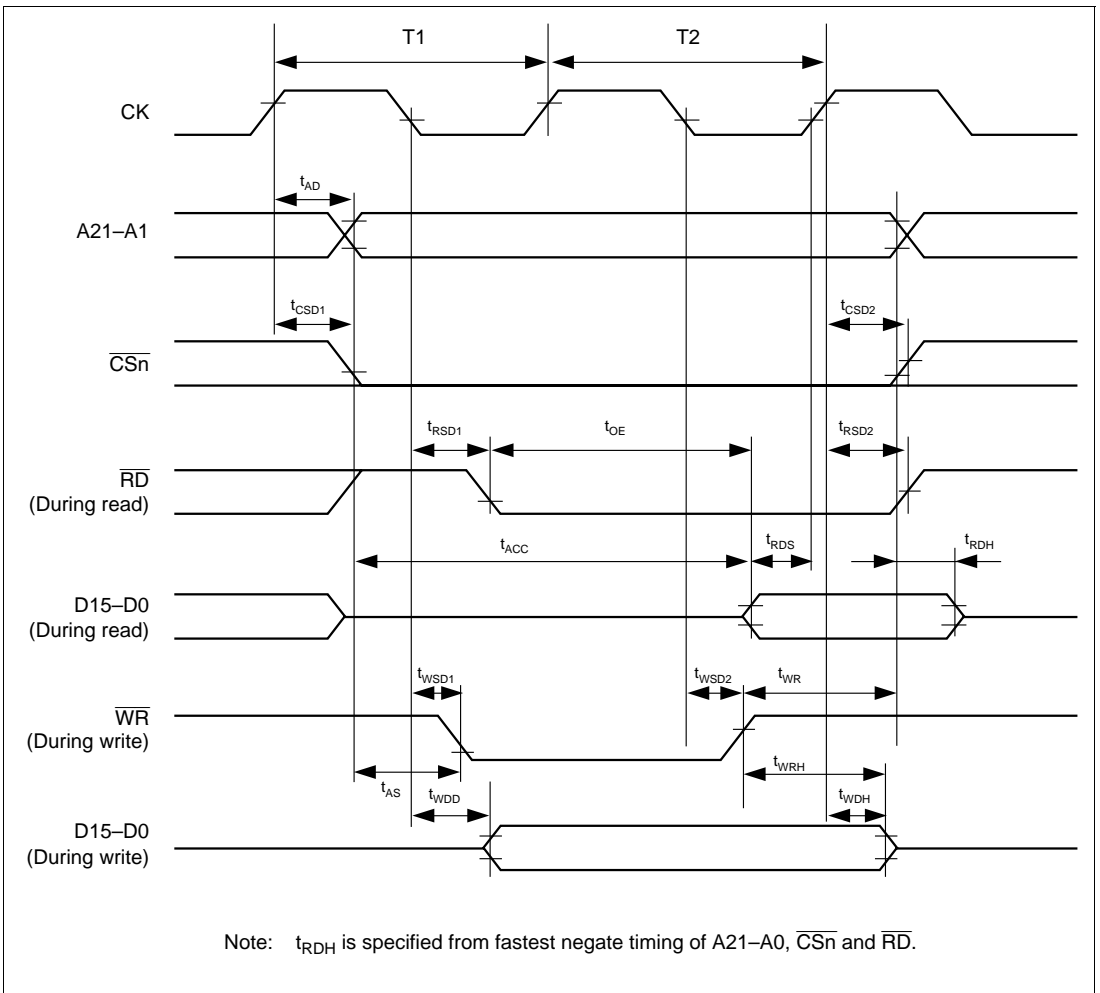 T1 T2
CK
tAD
A21–A1
tCSD1 tCSD2
CSn
tRSD1 tOE tRSD2
RD
(During read)
tACC tRDS tRDH
D15–D0
(During read)
tWSD1 tWSD2 tWR
WR
(During write)
tAS tWDD tWRH tWDH
D15–D0
(During write)
Note: tRDH is specified from fastest negate timing of A21–A0, CSn and RD.